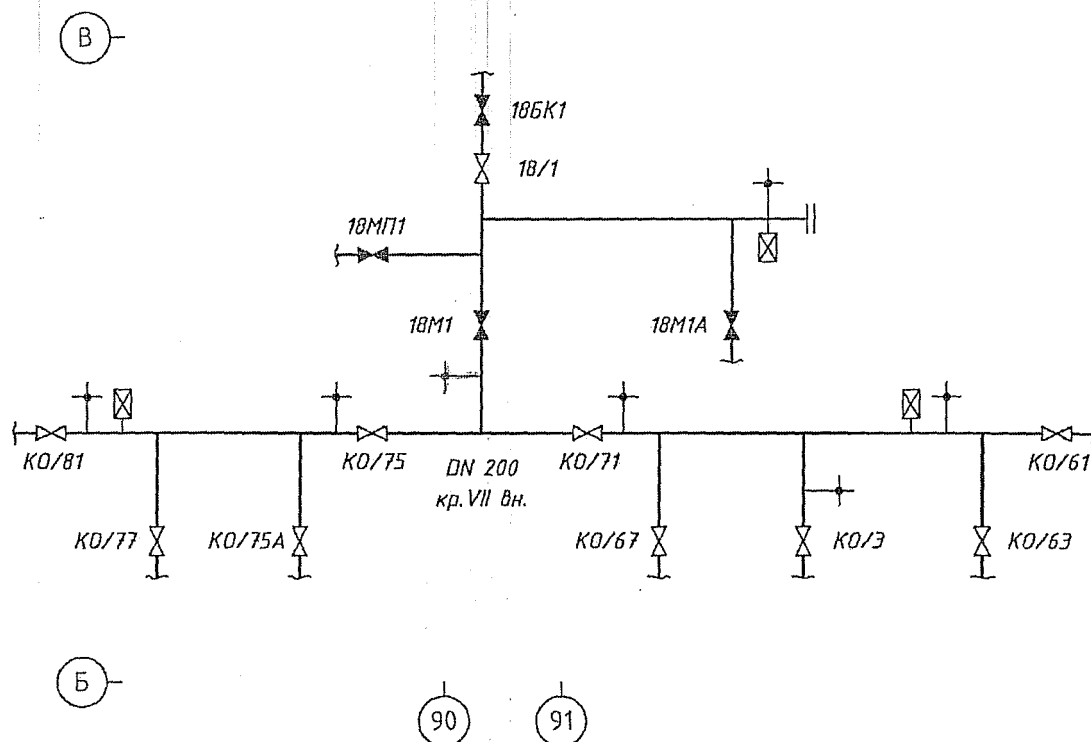 В
18БК1
18/1
18МП1
18М1
18М1А
КО/81
КО/75
DN 200
кр. VII вн.
КО/71
КО/61
КО/77
КО/75А
КО/67
КО/3
КО/63
Б
90
91